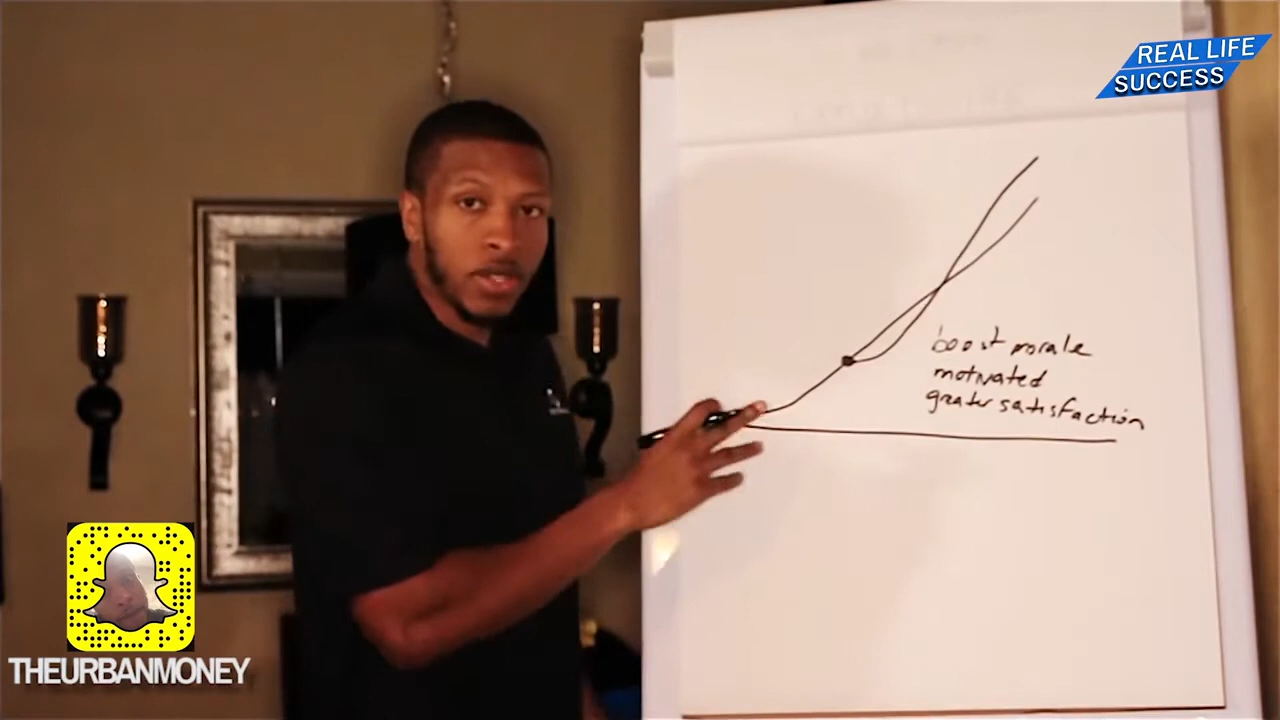 REAL LIFE
SUCCESS
boost morale
motivated
greater satisfaction
THEURBANMONEY